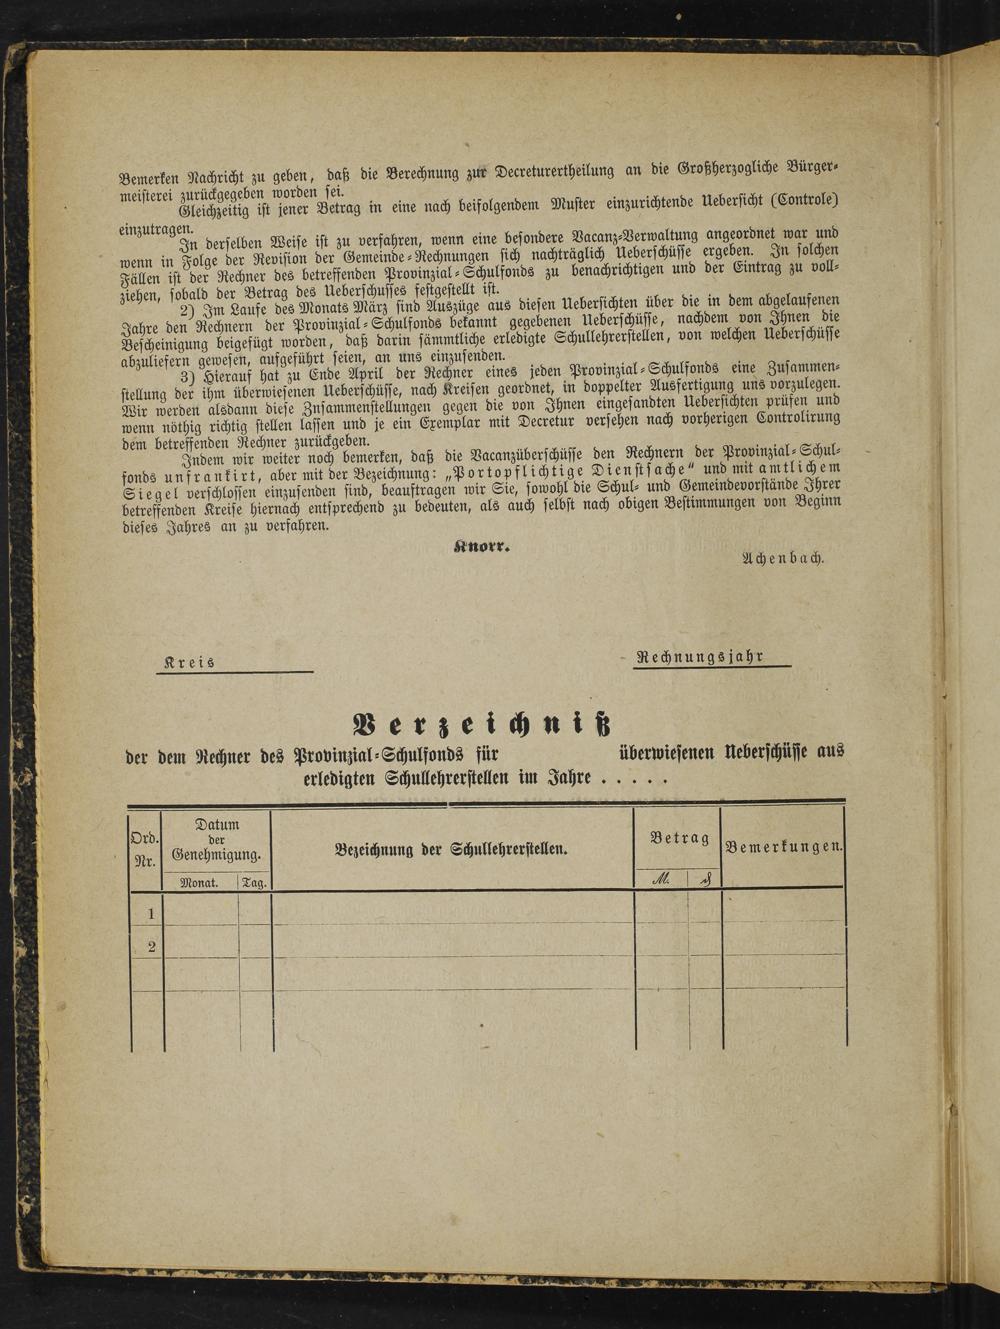 Bemerken Nachricht zu geben, daß die Berechnung zur Decreturertheilung an die Großherzogliche Bürger-
meisterei zurückgegeben worden sei.
Gleichzeitig ist jener Betrag in eine nach beifolgendem Muster einzurichtende Uebersicht (Controle)
einzutragen.
In derselben Weise ist zu verfahren, wenn eine besondere Vacanz-Verwaltung angeordnet war und
wenn in Folge der Revision der Gemeinde-Rechnungen sich nachträglich Ueberschüsse ergeben. In solchen
Fällen ist der Rechner des betreffenden Provinzial-Schulfonds zu benachrichtigen und der Eintrag zu voll-
ziehen, sobald der Betrag des Ueberschusses festgestellt ist.
2) Im Laufe des Monats März sind Auszüge aus diesen Uebersichten über die in dem abgelaufenen
Jahre den Rechnern der Provinzial-Schulfonds bekannt gegebenen Ueberschüsse, nachdem von Ihnen die
Bescheinigung beigefügt worden, daß darin sämmtliche erledigte Schullehrerstellen, von welchen Ueberschüsse
abzuliefern gewesen, aufgeführt seien, an uns einzusenden.
3) Hierauf hat zu Ende April der Rechner eines jeden Provinzial-Schulfonds eine Zusammen-
stellung der ihm überwiesenen Ueberschüsse, nach Kreisen geordnet, in doppelter Ausfertigung uns vorzulegen.
Wir werden alsdann diese Znsammenstellungen gegen die von Ihnen eingesandten Uebersichten prüfen und
wenn nöthig richtig stellen lassen und je ein Exemplar mit Decretur versehen nach vorherigen Controlirung
dem betreffenden Rechner zurückgeben.
Indem wir weiter noch bemerken, daß die Vacanzüberschüsse den Rechnern der Provinzial-Schul-
fonds unfrankirt, aber mit der Bezeichnung: „Portopflichtige Dienstsache" und mit amtlichem
Siegel verschlossen einzusenden sind, beauftragen wir Sie, sowohl die Schul- und Gemeindevorstände Ihrer
betreffenden Kreise hiernach entsprechend zu bedeuten, als auch selbst nach obigen Bestimmungen von Beginn
dieses Jahres an zu verfahren.
Knorr.
Achenbach.
Kreis
Rechnungsjahr
Verzeichniß
der dem Rechner des Provinzial-Schulfonds für überwiesenen Ueberschüsse aus
erledigten Schullehrerstellen im Jahre . . . . .
Ord. Nr.
Datum der Genehmigung.
Monat. Tag.
Bezeichnung der Schullehrerstellen.
Betrag
M. ₰
Bemerkungen.
1
2